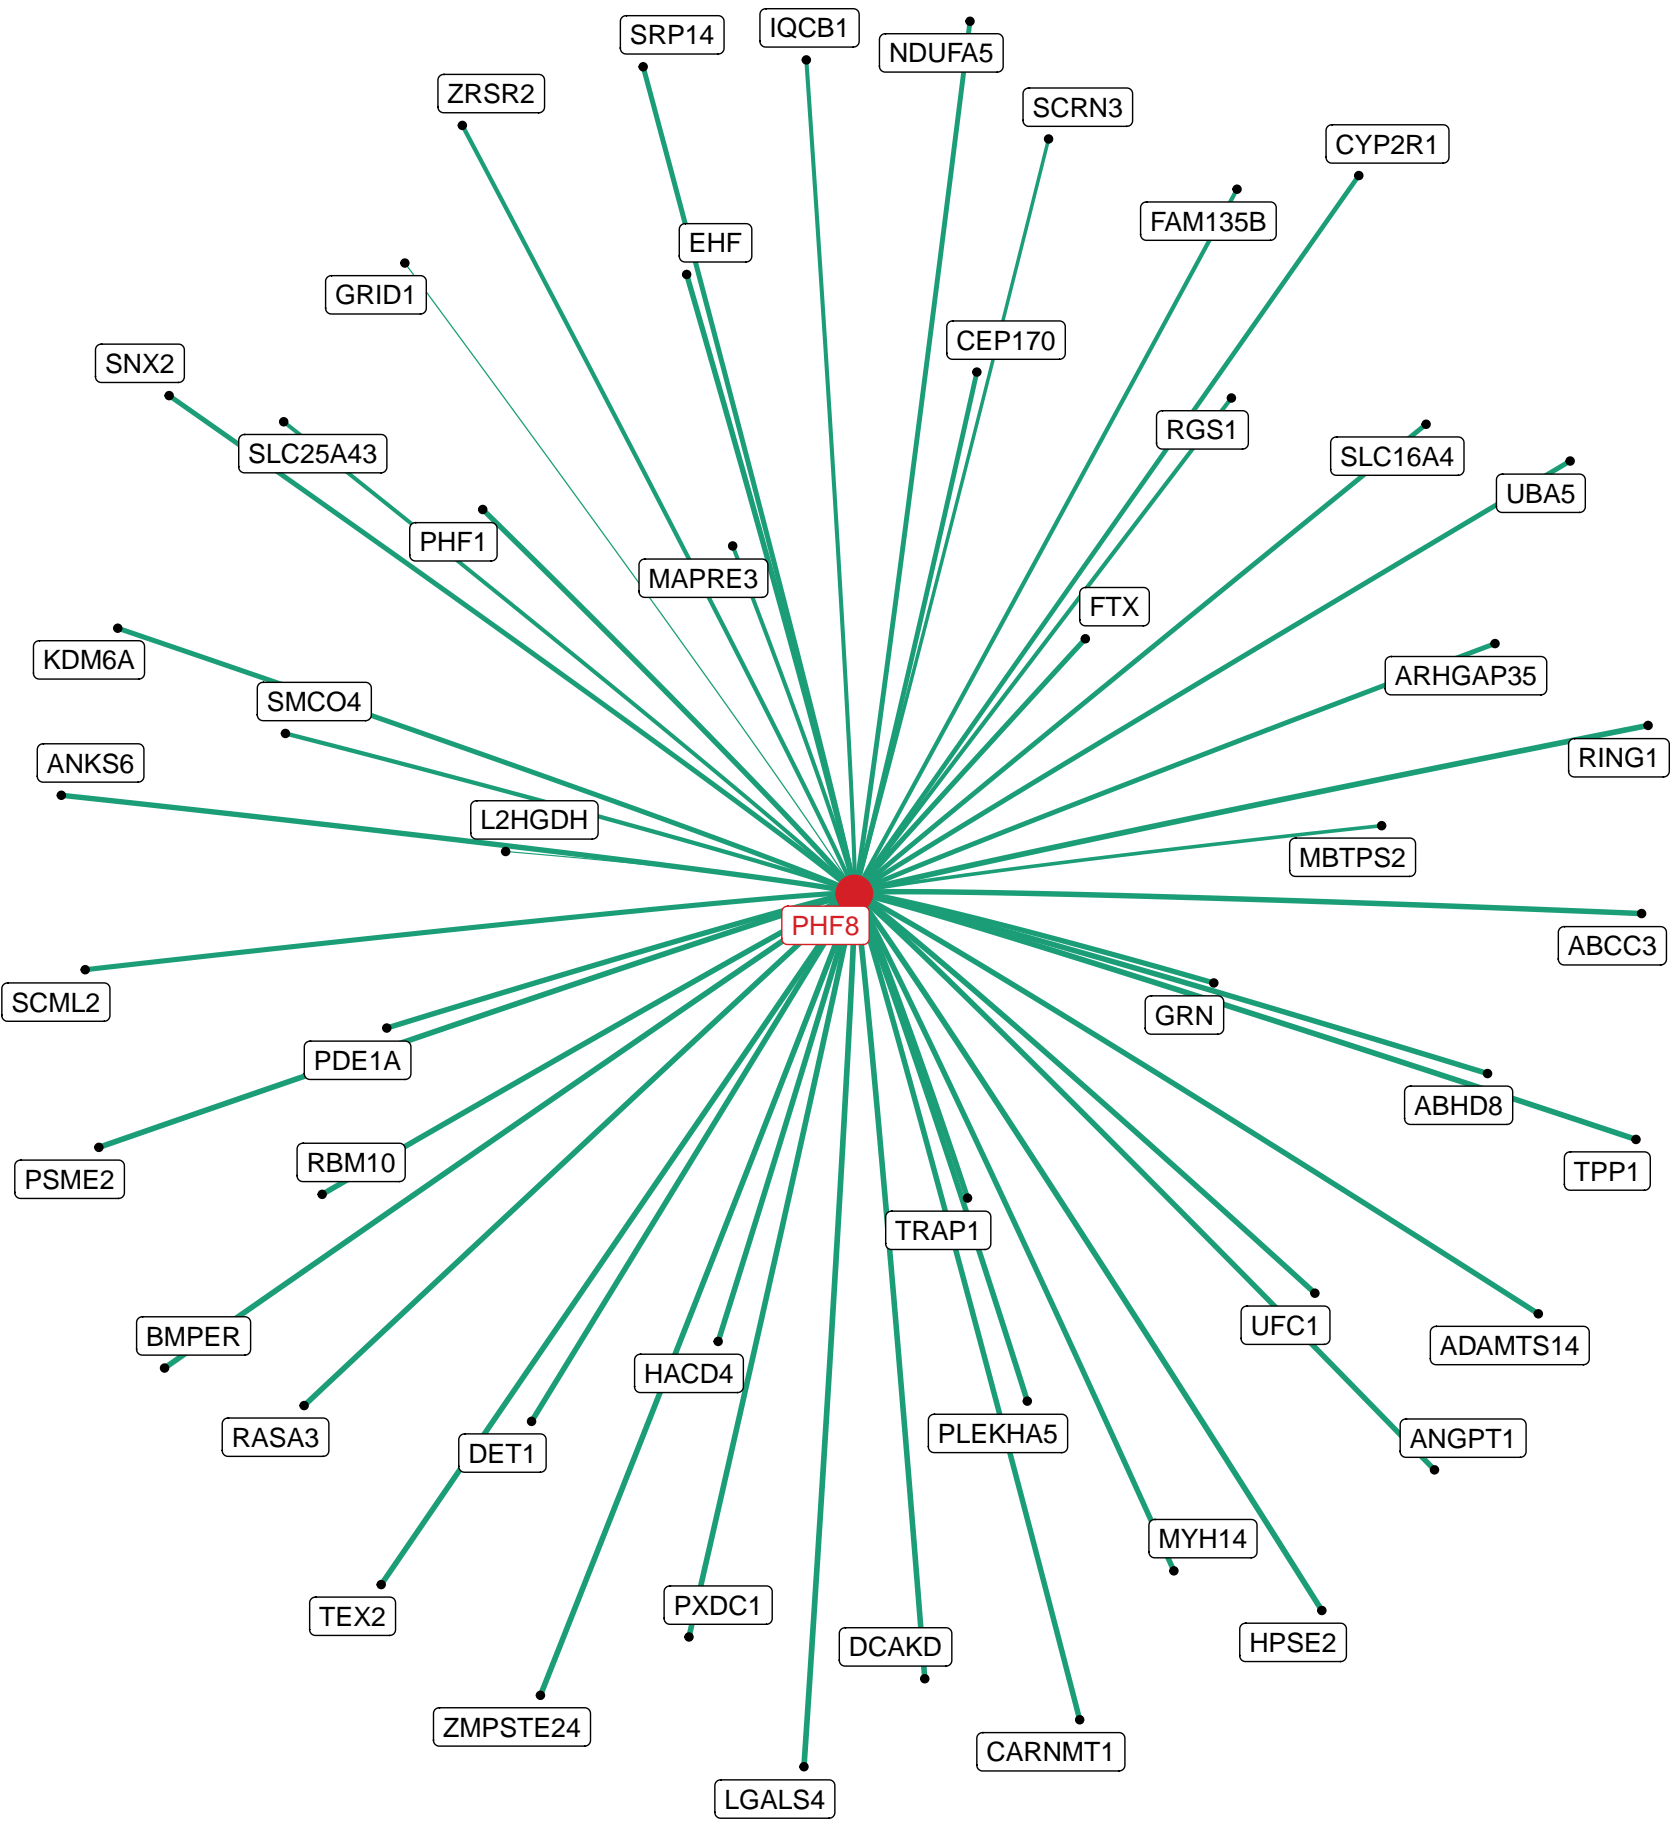 IQCB1
SRP14
NDUFA5
ZRSR2
SCRN3
CYP2R1
FAM135B
EHF
GRID1
CEP170
SNX2
RGS1
SLC25A43
SLC16A4
UBA5
PHF1
MAPRE3
FTX
KDM6A
ARHGAP35
SMCO4
RING1
ANKS6
L2HGDH
MBTPS2
PHF8
ABCC3
SCML2
GRN
PDE1A
ABHD8
RBM10
TPP1
PSME2
TRAP1
UFC1
BMPER
ADAMTS14
HACD4
PLEKHA5
RASA3
ANGPT1
DET1
MYH14
PXDC1
TEX2
HPSE2
DCAKD
ZMPSTE24
CARNMT1
LGALS4